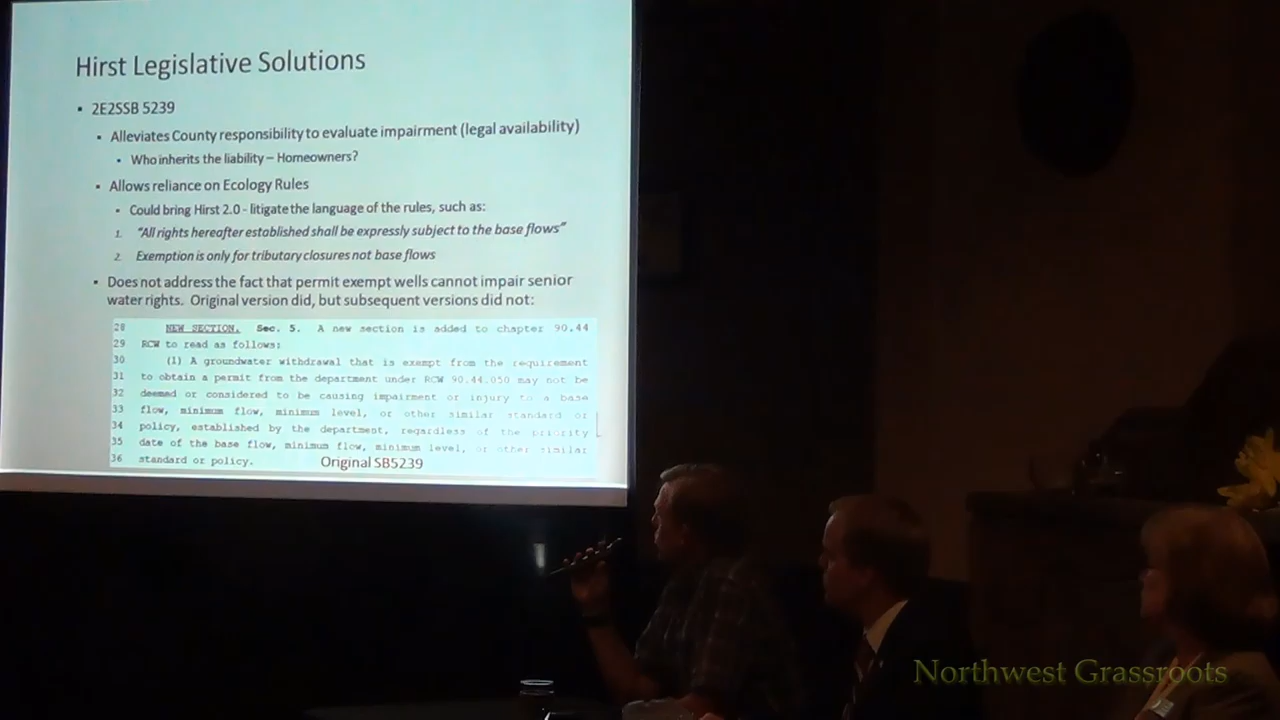 Hirst Legislative Solutions
▪ 2E2SSB 5239
▪ Alleviates County responsibility to evaluate impairment (legal availability)
▪ Who inherits the liability – Homeowners?
▪ Allows reliance on Ecology Rules
▪ Could bring Hirst 2.0 - litigate the language of the rules, such as:
1. "All rights hereafter established shall be expressly subject to the base flows"
2. Exemption is only for tributary closures not base flows
▪ Does not address the fact that permit exempt wells cannot impair senior
water rights. Original version did, but subsequent versions did not:
28 NEW SECTION. Sec. 5. A new section is added to chapter 90.44
29 RCW to read as follows:
30 (1) A groundwater withdrawal that is exempt from the requirement
31 to obtain a permit from the department under RCW 90.44.050 may not be
32 deemed or considered to be causing impairment or injury to a base
33 flow, minimum flow, minimum level, or other similar standard or
34 policy, established by the department, regardless of the priority
35 date of the base flow, minimum flow, minimum level, or other similar
36 standard or policy. Original SB5239
Northwest Grassroots